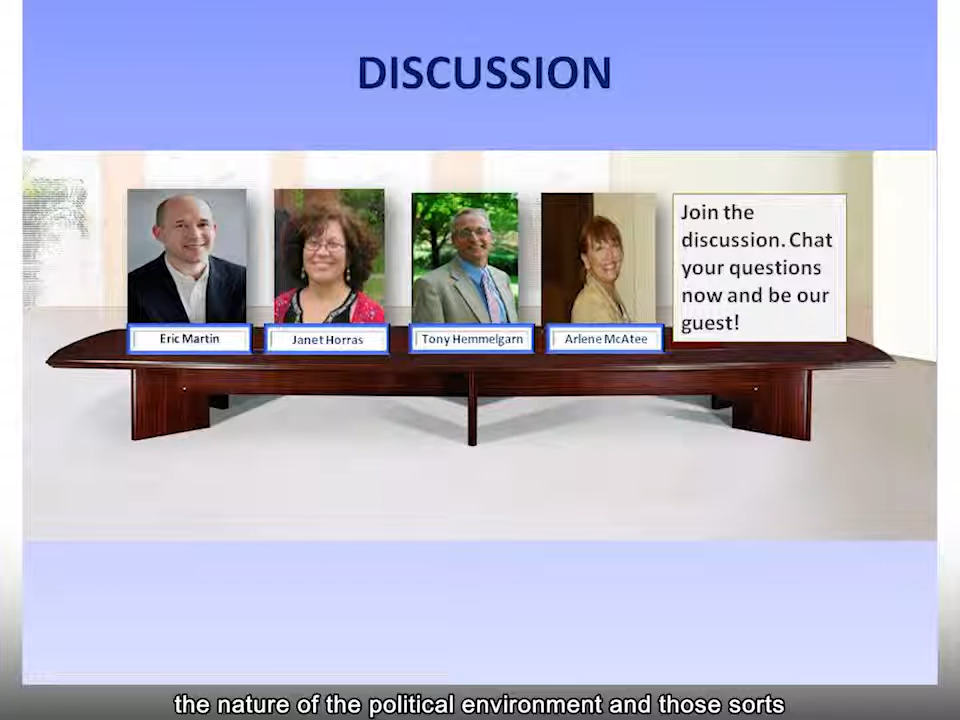 DISCUSSION
Join the
discussion. Chat
your questions
now and be our
guest!
Eric Martin
Janet Horras
Tony Hemmelgarn
Arlene McAtee
the nature of the political environment and those sorts